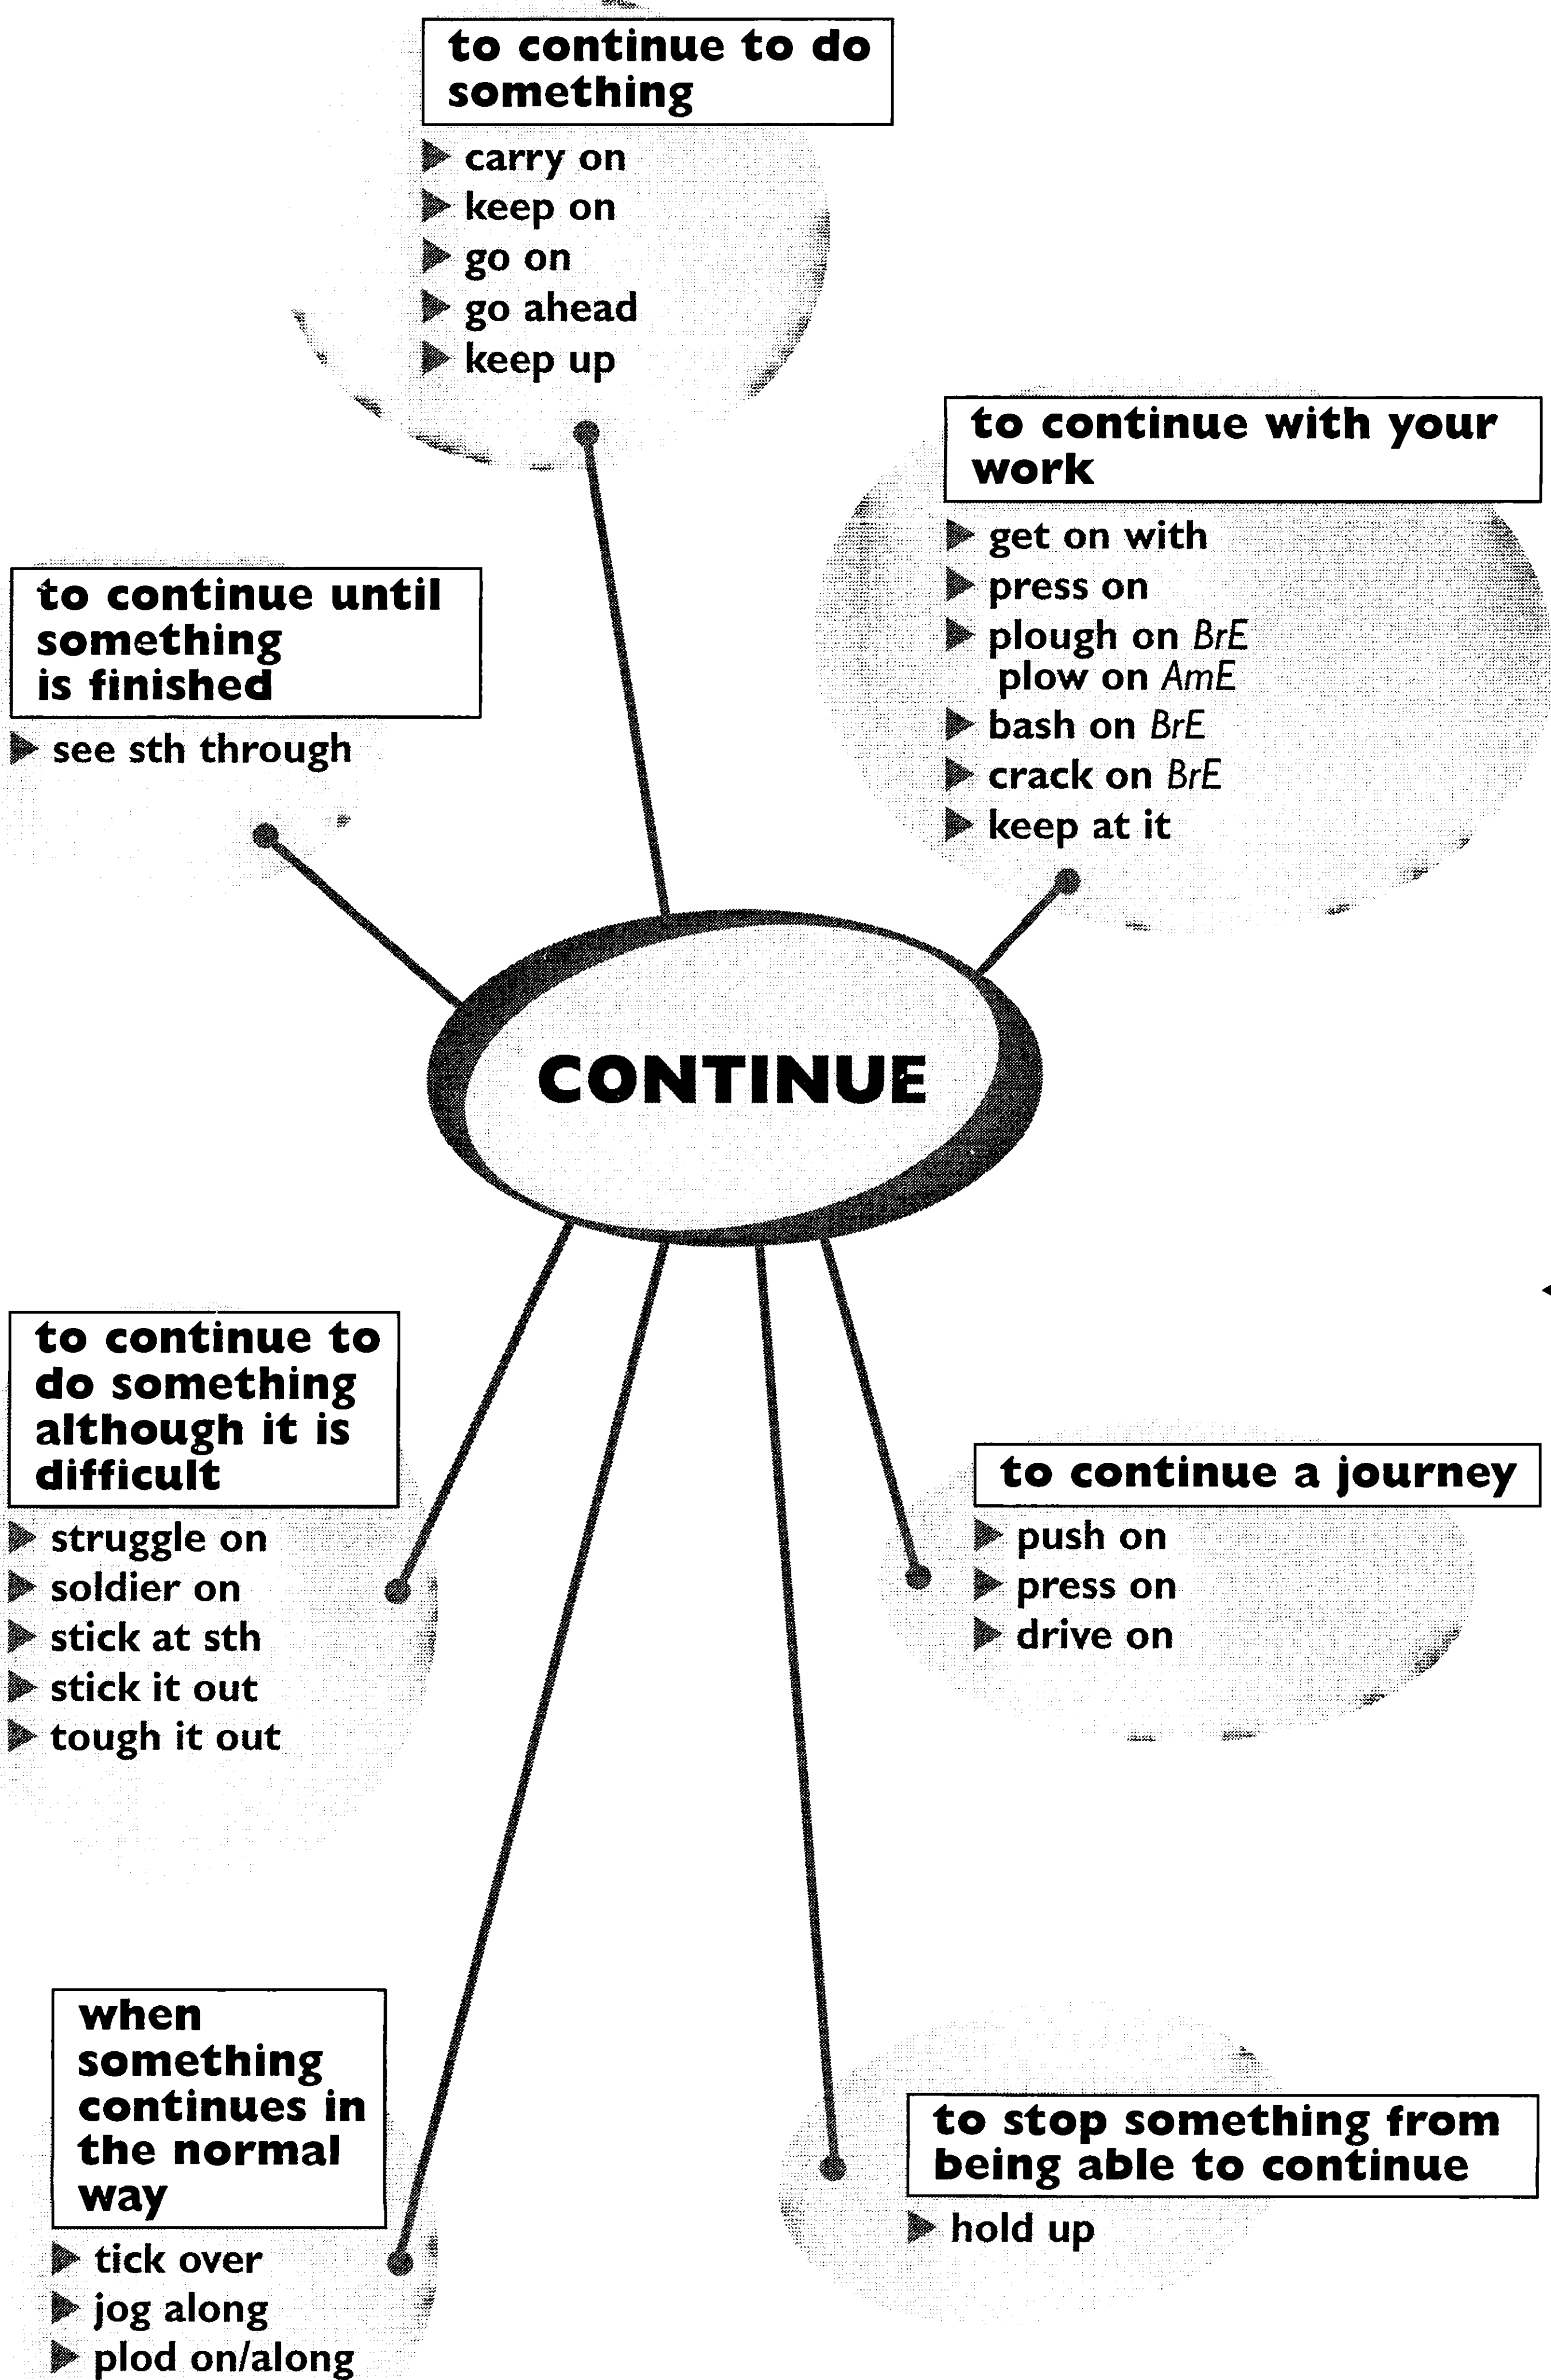 to continue to do
something
carry on
keep on
go on
go ahead
keep up
to continue with your
work
get on with
press on
plough on BrE
plow on AmE
bash on BrE
crack on BrE
keep at it
to continue until
something
is finished
see sth through
CONTINUE
to continue to
do something
although it is
difficult
struggle on
soldier on
stick at sth
stick it out
tough it out
to continue a journey
push on
press on
drive on
when
something
continues in
the normal
way
tick over
jog along
plod on/along
to stop something from
being able to continue
hold up